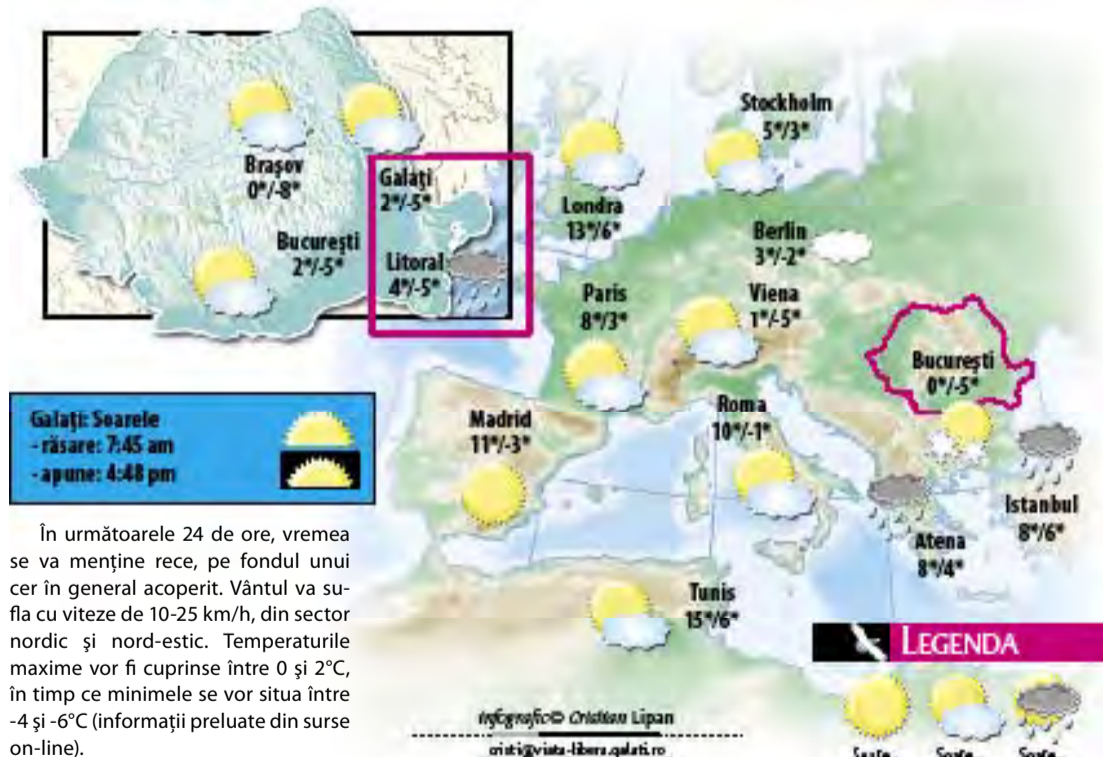 Stockholm
5°/3°
Brașov
0°/-8°
Galați
2°/-5°
Londra
13°/6°
București
2°/-5°
Litoral
4°/-5°
Berlin
3°/-2°
Paris
8°/3°
Viena
1°/-5°
București
0°/-5°
Galați: Soarele
- răsare: 7:45 am
- apune: 4:48 pm
Madrid
11°/-3°
Roma
10°/-1°
Istanbul
8°/6°
Atena
8°/4°
Tunis
15°/6°
În următoarele 24 de ore, vremea
se va menține rece, pe fondul unui
cer în general acoperit. Vântul va su-
fla cu viteze de 10-25 km/h, din sector
nordic şi nord-estic. Temperaturile
maxime vor fi cuprinse între 0 şi 2°C,
în timp ce minimele se vor situa între
-4 şi -6°C (informații preluate din surse
on-line).
LEGENDA
infografic© Cristian Lipan
cristi@viata-libera.galati.ro